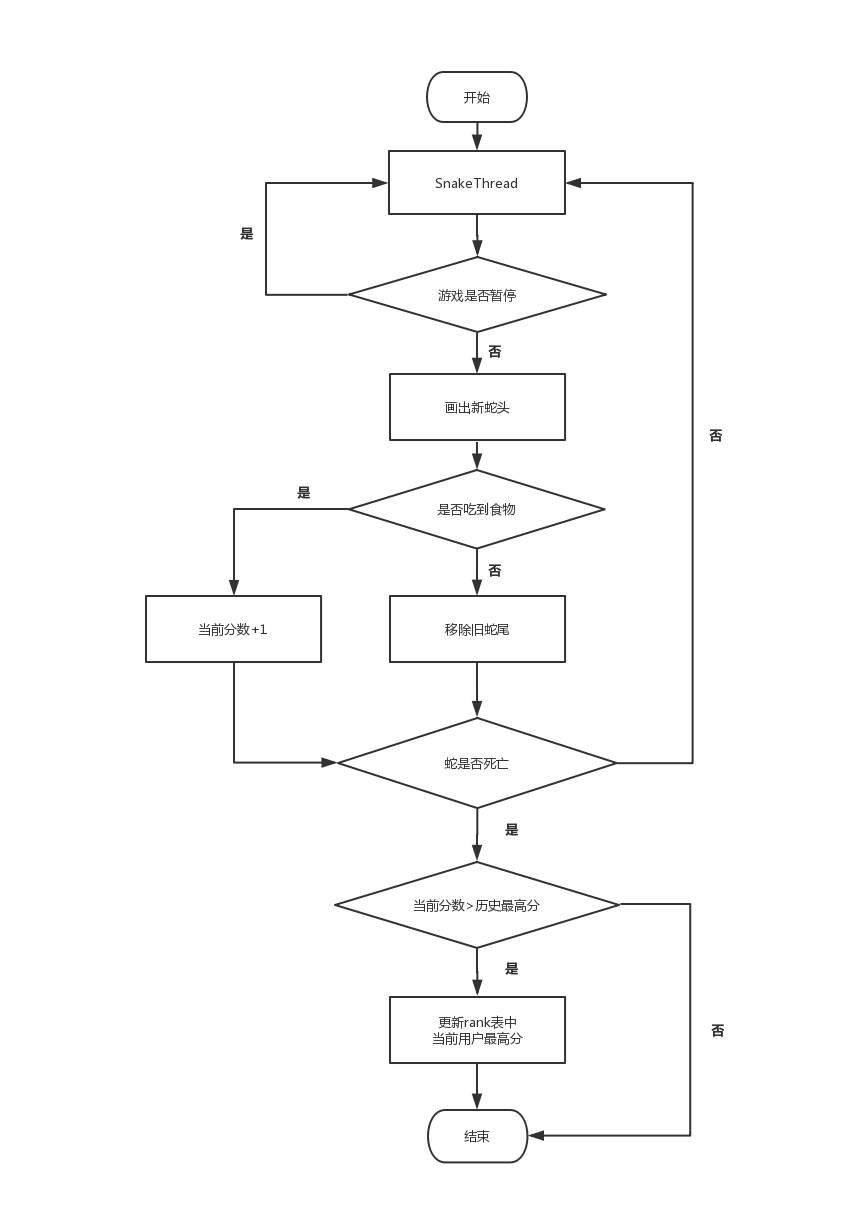 开始
SnakeThread
是
游戏是否暂停
否
画出新蛇头
否
是
是否吃到食物
否
当前分数+1
移除旧蛇尾
蛇是否死亡
是
当前分数>历史最高分
是
更新rank表中
当前用户最高分
否
结束